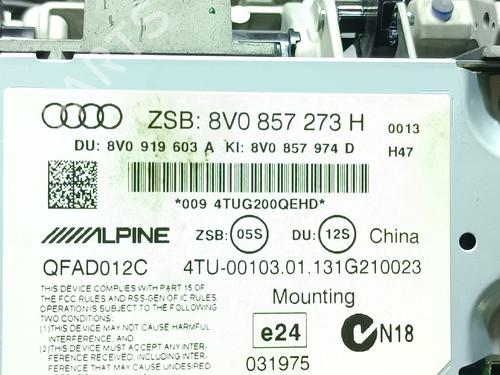 ZSB: 8V0 857 273 H
0013
DU: 8V0 919 603 A KI: 8V0 857 974 D
H47
*009 4TUG200QEHD*
ALPINE
ZSB: 05S DU: 12S China
QFAD012C 4TU-00103.01.131G210023
THIS DEVICE COMPLIES WITH PART 15 OF
THE FCC RULES AND RSS-GEN OF IC RULES.
OPERATION IS SUBJECT TO THE FOLLOWING
TWO CONDITIONS:
(1)THIS DEVICE MAY NOT CAUSE HARMFUL
INTERFERENCE, AND
(2)THIS DEVICE MUST ACCEPT ANY INTER-
FERENCE RECEIVED, INCLUDING INTER-
FERENCE THAT MAY CAUSE
Mounting
e24
N18
031975
PARTS